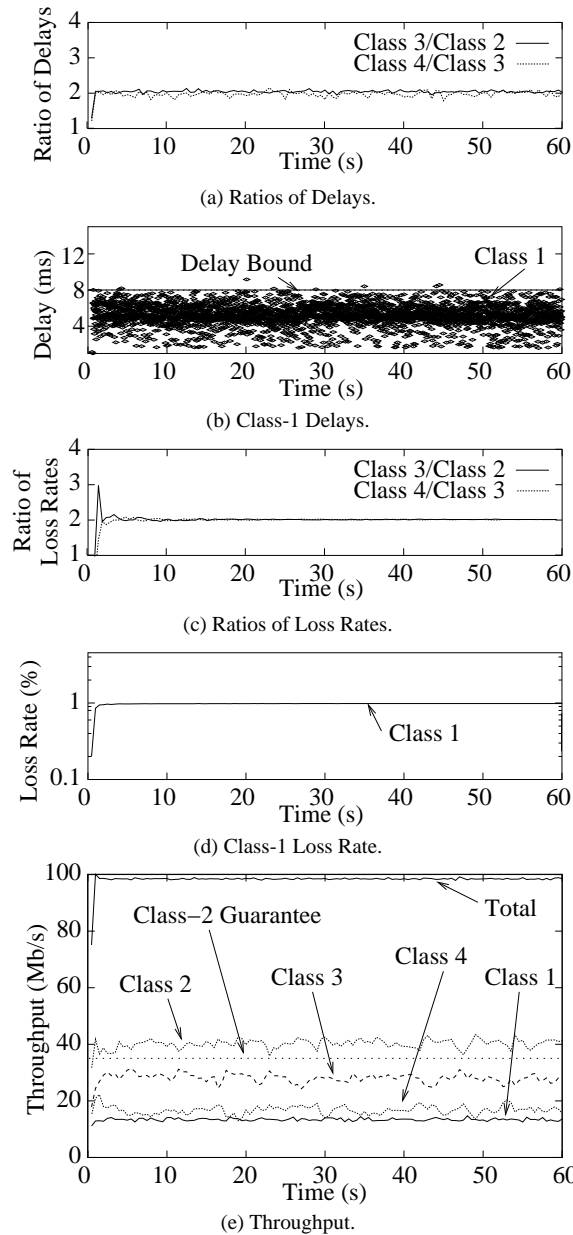 4
3
2
1
Ratio of Delays
Class 3/Class 2
Class 4/Class 3
0 10 20 30 40 50 60
Time (s)
(a) Ratios of Delays.
12
8
4
Delay (ms)
Delay Bound
Class 1
0 10 20 30 40 50 60
Time (s)
(b) Class-1 Delays.
4
3
2
1
Ratio of
Loss Rates
Class 3/Class 2
Class 4/Class 3
0 10 20 30 40 50 60
Time (s)
(c) Ratios of Loss Rates.
1
0.1
Loss Rate (%)
Class 1
0 10 20 30 40 50 60
Time (s)
(d) Class-1 Loss Rate.
100
80
60
40
20
0
Throughput (Mb/s)
Total
Class−2 Guarantee
Class 2
Class 3
Class 4
Class 1
0 10 20 30 40 50 60
Time (s)
(e) Throughput.